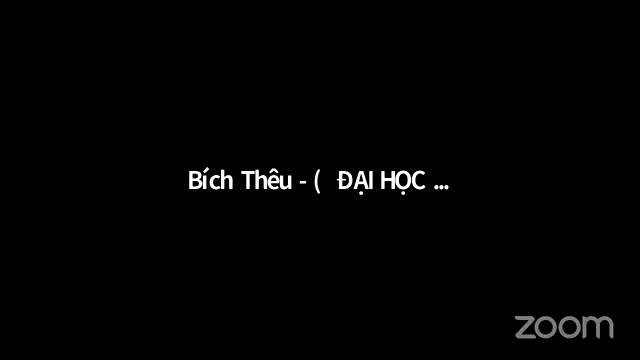 Bích Thêu - ( ĐẠI HỌC ...
zoom